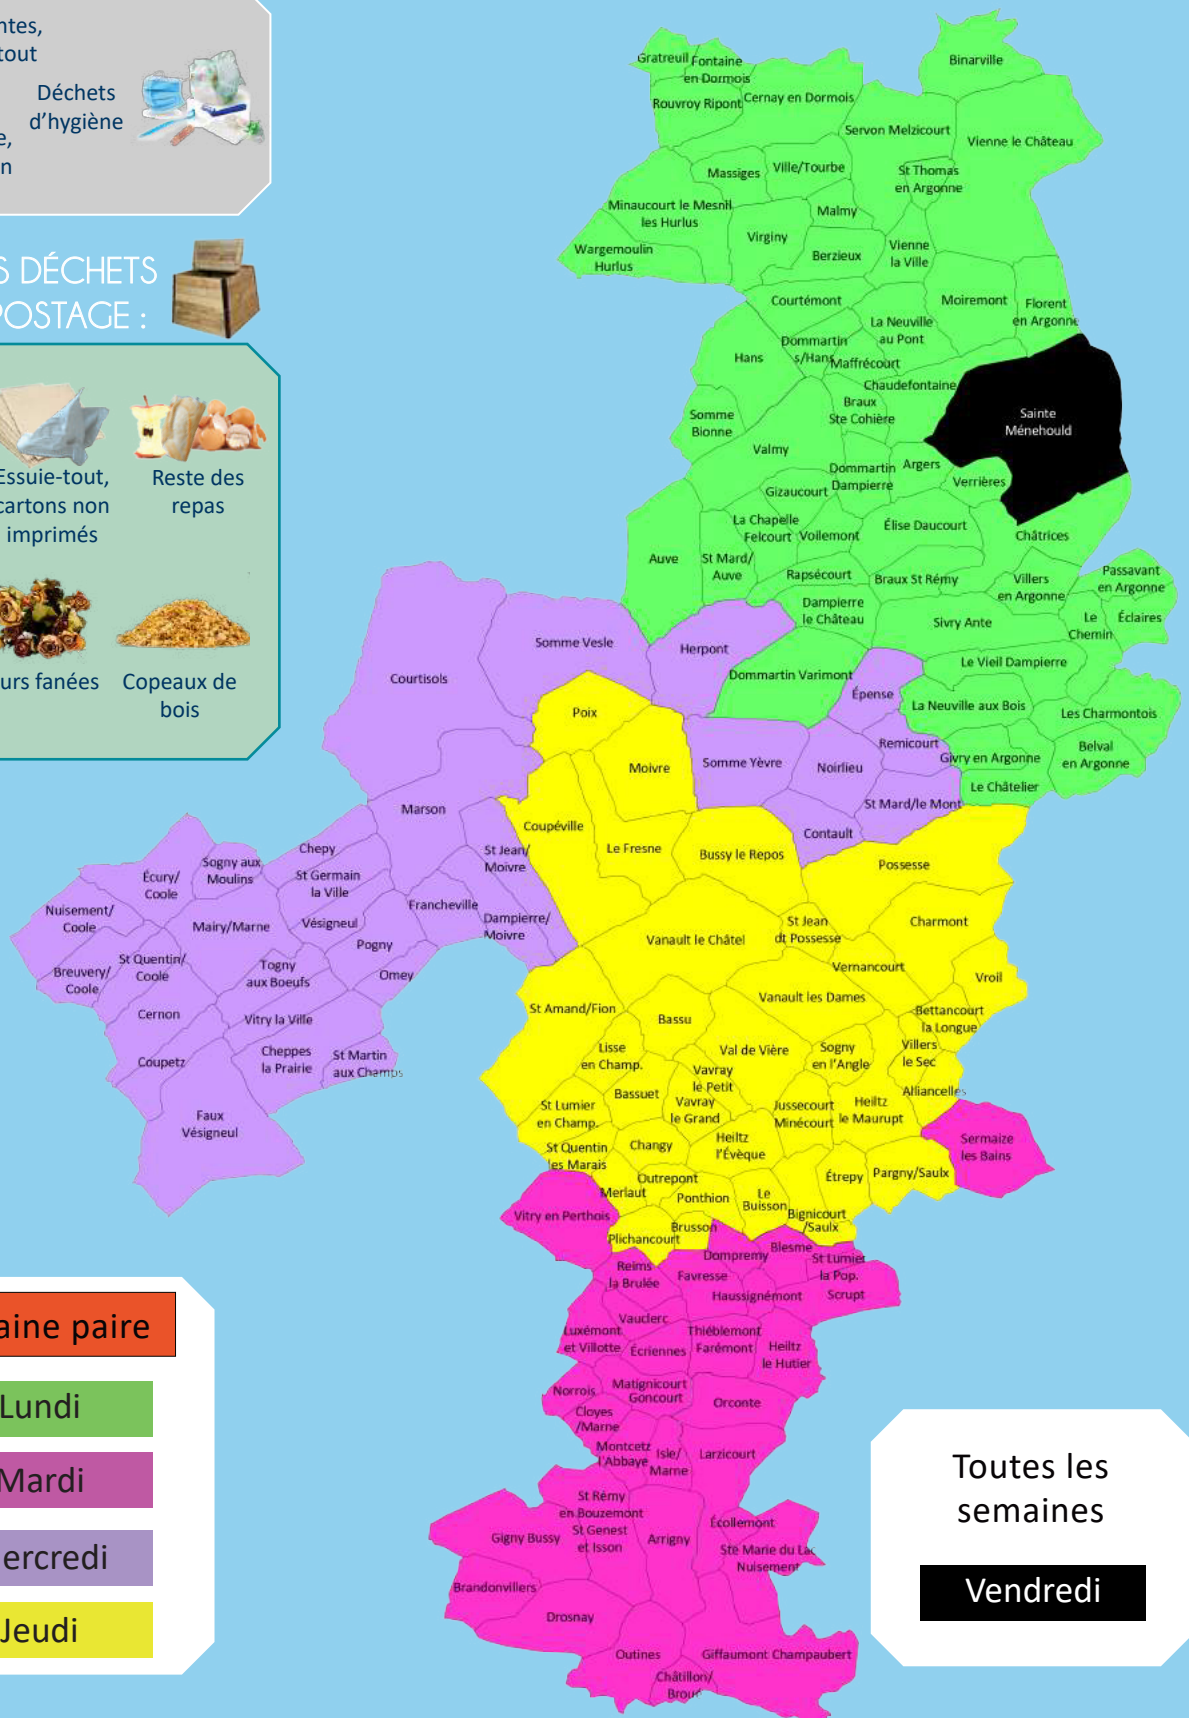 ntes,
tout
Déchets
d'hygiène
e,
n
S DÉCHETS
POSTAGE :
Essuie-tout,
cartons non
imprimés
Reste des
repas
urs fanées
Copeaux de
bois
Gratreuil
Fontaine
en Dormois
Binarville
Rouvroy Ripont
Cernay en Dormois
Servon Melzicourt
Vienne le Château
Massiges
Ville/Tourbe
St Thomas
en Argonne
Minaucourt le Mesnil
les Hurlus
Malmy
Wargemoulin
Hurlus
Virginy
Berzieux
Vienne
la Ville
Courtémont
Moiremont
Florent
en Argonne
La Neuville
au Pont
Hans
Dommartin
s/Hans
Maffrécourt
Chaudefontaine
Braux
Ste Cohière
Sainte
Ménehould
Somme
Bionne
Valmy
Dommartin
Dampierre
Argers
Verrières
Gizaucourt
La Chapelle
Felcourt
Voilemont
Élise Daucourt
Châtrices
Auve
St Mard/
Auve
Rapsécourt
Braux St Rémy
Villers
en Argonne
Passavant
en Argonne
Dampierre
le Château
Sivry Ante
Le
Chemin
Éclaires
Somme Vesle
Herpont
Le Vieil Dampierre
Courtisols
Dommartin Varimont
Épense
La Neuville aux Bois
Les Charmontois
Poix
Remicourt
Givry en Argonne
Belval
en Argonne
Moivre
Somme Yèvre
Noirlieu
Le Châtelier
Marson
St Mard/le Mont
Coupéville
Contault
Chepy
St Jean/
Moivre
Le Fresne
Bussy le Repos
Possesse
Sogny aux
Moulins
Écury/
Coole
St Germain
la Ville
Nuisement/
Coole
Mairy/Marne
Vésigneul
Francheville
Dampierre/
Moivre
St Jean
dt Possesse
Charmont
Pogny
Vanault le Châtel
Breuvery/
Coole
St Quentin/
Coole
Togny
aux Boeufs
Omey
Vernancourt
Vroil
Cernon
Vitry la Ville
St Amand/Fion
Bassu
Vanault les Dames
Bettancourt
la Longue
Coupetz
Cheppes
la Prairie
St Martin
aux Champs
Lisse
en Champ.
Val de Vière
Sogny
en l'Angle
Villers
le Sec
Vavray
le Petit
Alliancelles
Faux
Vésigneul
St Lumier
en Champ.
Bassuet
Vavray
le Grand
Jussecourt
Minécourt
Heiltz
le Maurupt
St Quentin
les Marais
Changy
Heiltz
l'Évèque
Sermaize
les Bains
Outrepont
Étrepy
Pargny/Saulx
Merlaut
Ponthion
Le
Buisson
Bignicourt
/Saulx
Vitry en Perthois
Brusson
Plichancourt
Dompremy
Blesme
St Lumier
la Pop.
Reims
la Brulée
Favresse
Haussignémont
Scrupt
Vauclerc
Luxémont
et Villotte
Écriennes
Thiéblemont
Farémont
Heiltz
le Hutier
Norrois
Matignicourt
Goncourt
Orconte
Cloyes
/Marne
Montcetz
l'Abbaye
Isle/
Marne
Larzicourt
St Rémy
en Bouzemont
St Genest
et Isson
Gigny Bussy
Arrigny
Écollemont
Ste Marie du Lac
Nuisement
Brandonvillers
Drosnay
Outines
Giffaumont Champaubert
Châtillon/
Broué
aine paire
Lundi
Mardi
ercredi
Jeudi
Toutes les
semaines
Vendredi